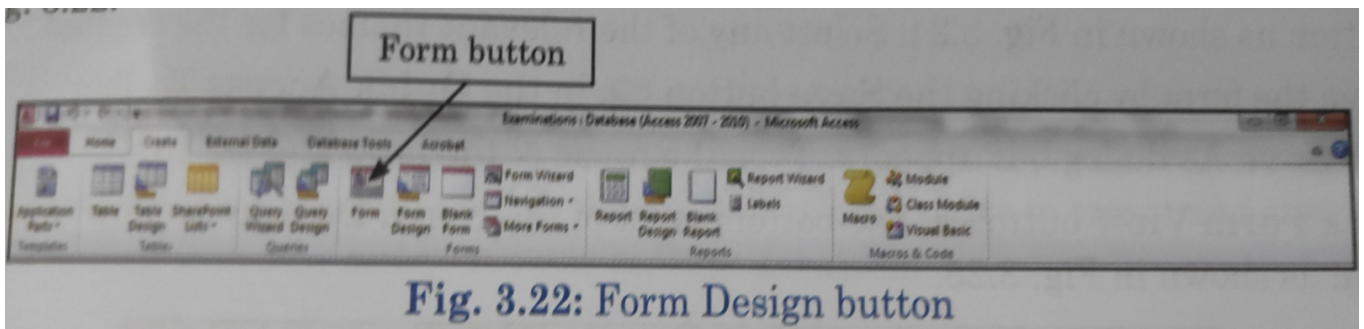 g. 3.22.
Form button
Examinations : Database (Access 2007 - 2010) - Microsoft Access
Home Create External Data Database Tools Acrobat
Application Parts
Table
Table Design
SharePoint Lists
Query Wizard
Query Design
Form
Form Design
Blank Form
Form Wizard
Navigation
More Forms
Report
Report Design
Blank Report
Report Wizard
Labels
Macro
Module
Class Module
Visual Basic
Templates Tables Queries Forms Reports Macros & Code
Fig. 3.22: Form Design button